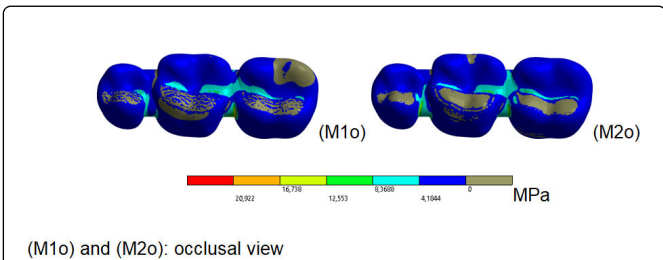 (M1o)
(M2o)
16,738
8,3688
0
MPa
20,922
12,553
4,1844
(M1o) and (M2o): occlusal view